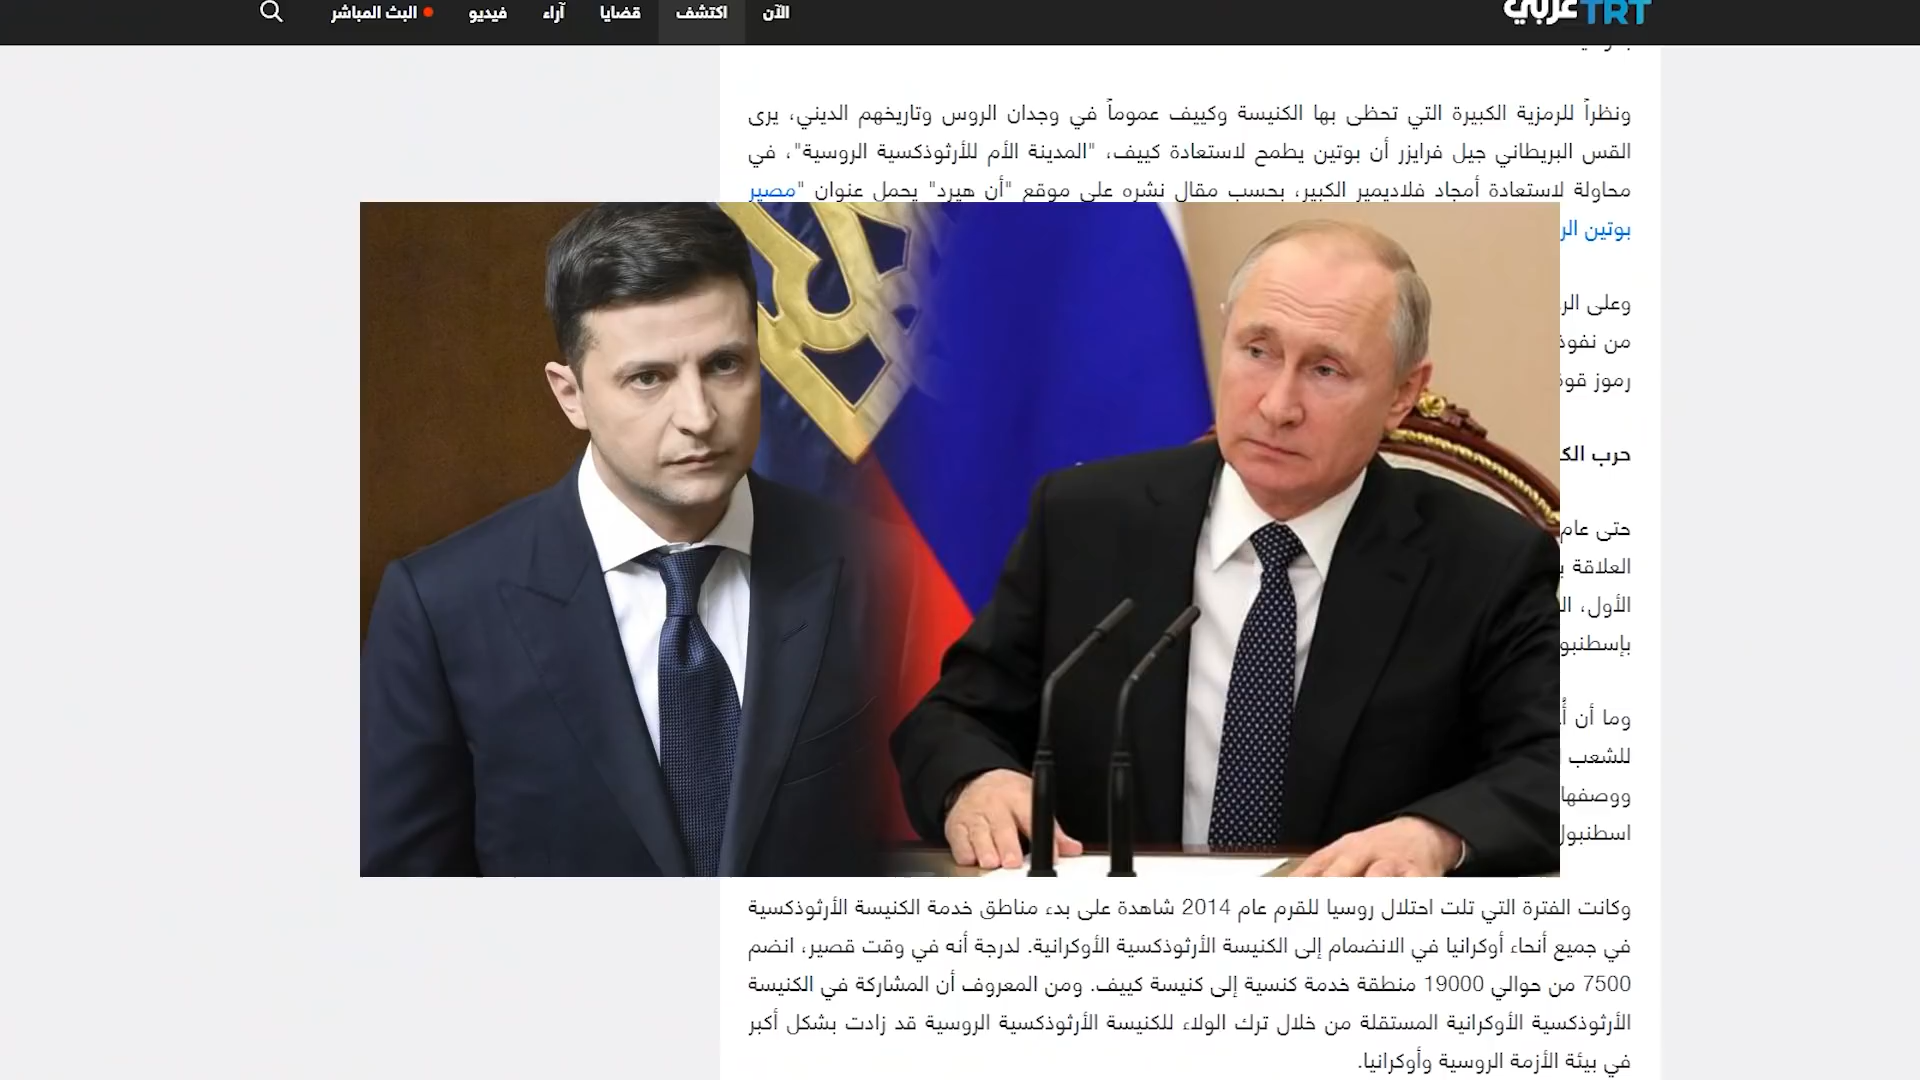 TRT عربي
الآن
اكتشف
قضايا
آراء
فيديو
البث المباشر
ونظراً للرمزية الكبيرة التي تحظى بها الكنيسة وكييف عموماً في وجدان الروس وتاريخهم الديني، يرى
القس البريطاني جيل فرايزر أن بوتين يطمح لاستعادة كييف، "المدينة الأم للأرثوذكسية الروسية"، في
محاولة لاستعادة أمجاد فلاديمير الكبير، بحسب مقال نشره على موقع "أن هيرد" يحمل عنوان "مصير
بوتين
وعلى
من نفوذ
رموز قوة
حرب
حتى عام
العلاقة
الأول،
بإسطنبول
وما أن
للشعب
ووصفها
اسطنبول
وكانت الفترة التي تلت احتلال روسيا للقرم عام 2014 شاهدة على بدء مناطق خدمة الكنيسة الأرثوذكسية
في جميع أنحاء أوكرانيا في الانضمام إلى الكنيسة الأرثوذكسية الأوكرانية. لدرجة أنه في وقت قصير، انضم
7500 من حوالي 19000 منطقة خدمة كنسية إلى كنيسة كييف. ومن المعروف أن المشاركة في الكنيسة
الأرثوذكسية الأوكرانية المستقلة من خلال ترك الولاء للكنيسة الأرثوذكسية الروسية قد زادت بشكل أكبر
في بيئة الأزمة الروسية وأوكرانيا.